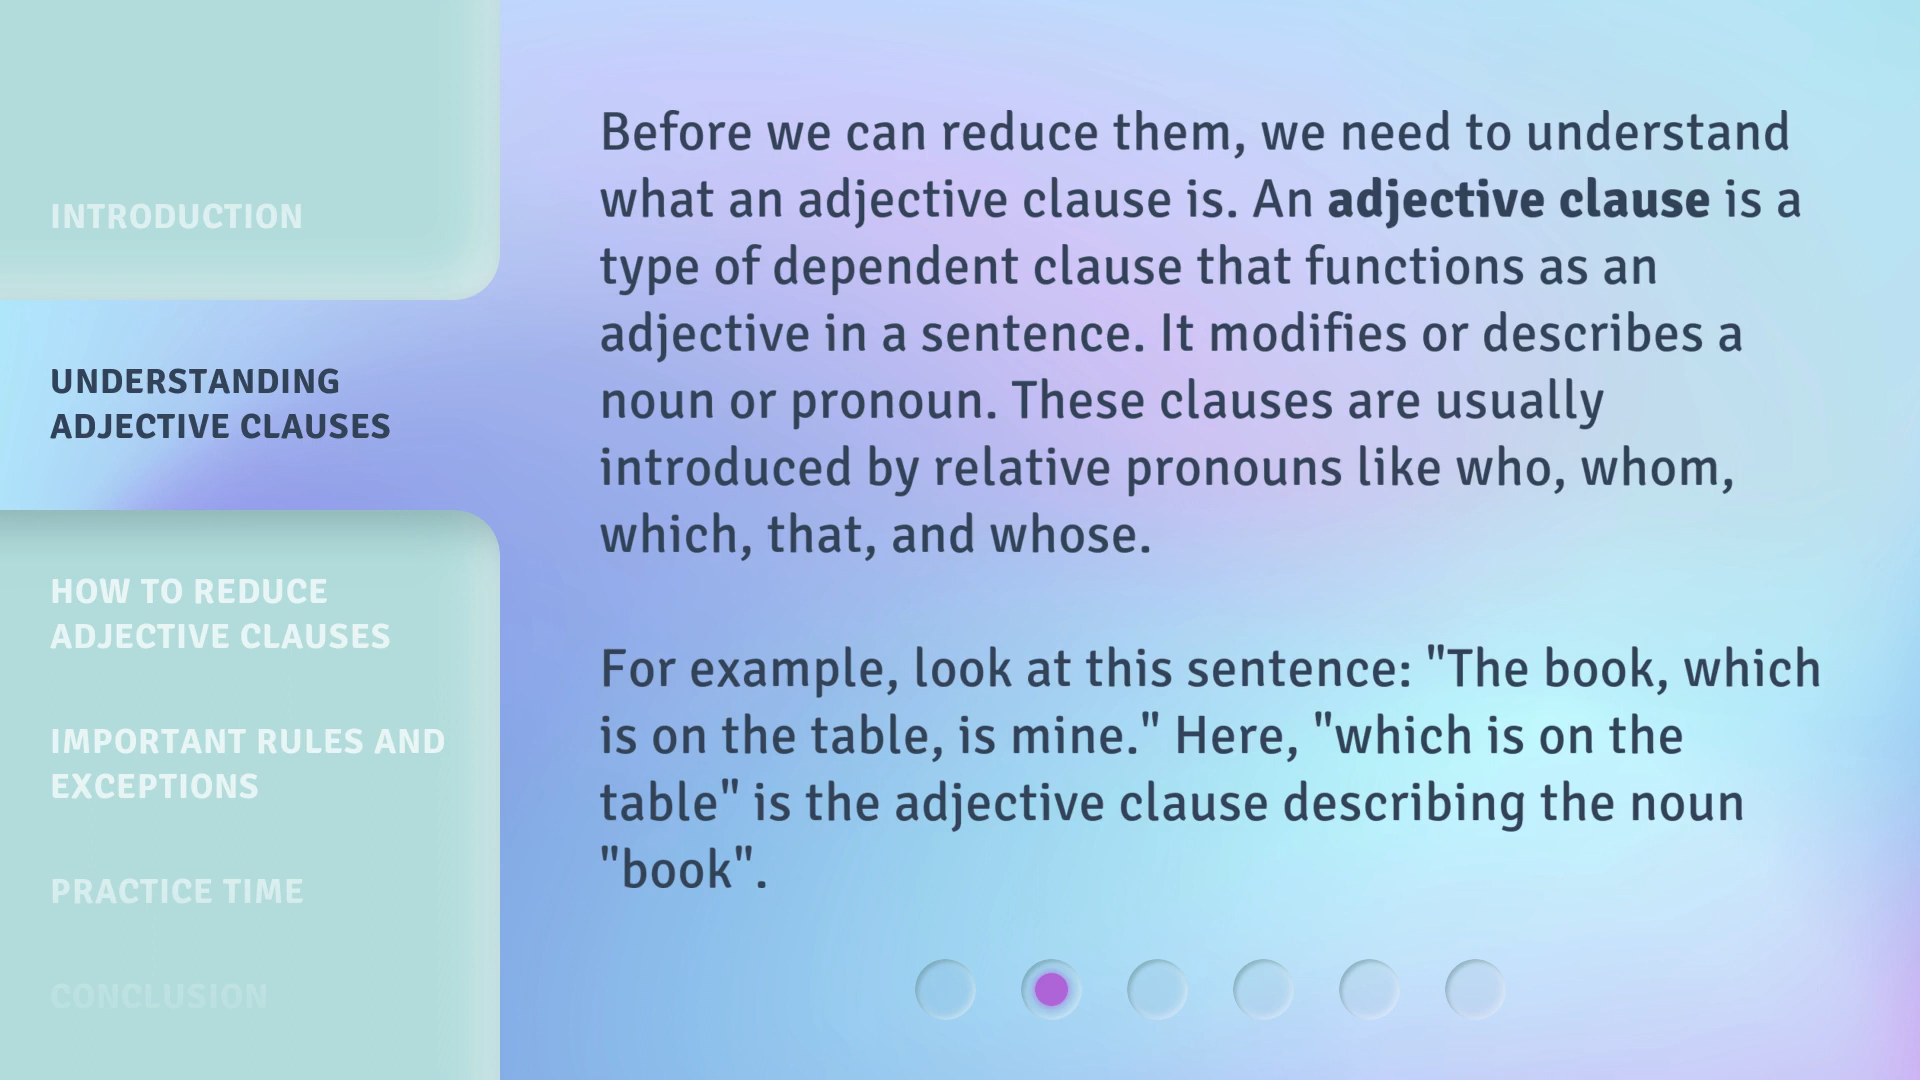 INTRODUCTION
UNDERSTANDING
ADJECTIVE CLAUSES
HOW TO REDUCE
ADJECTIVE CLAUSES
IMPORTANT RULES AND
EXCEPTIONS
PRACTICE TIME
CONCLUSION
Before we can reduce them, we need to understand
what an adjective clause is. An adjective clause is a
type of dependent clause that functions as an
adjective in a sentence. It modifies or describes a
noun or pronoun. These clauses are usually
introduced by relative pronouns like who, whom,
which, that, and whose.
For example, look at this sentence: "The book, which
is on the table, is mine." Here, "which is on the
table" is the adjective clause describing the noun
"book".